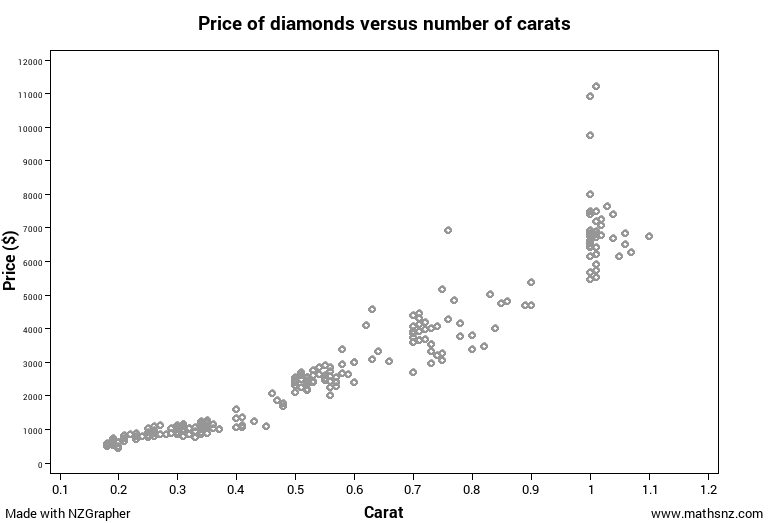 Price of diamonds versus number of carats
12000
11000
10000
9000
8000
7000
6000
5000
4000
3000
2000
1000
0
Price ($)
0.1 0.2 0.3 0.4 0.5 0.6 0.7 0.8 0.9 1 1.1 1.2
Carat
Made with NZGrapher
www.mathsnz.com